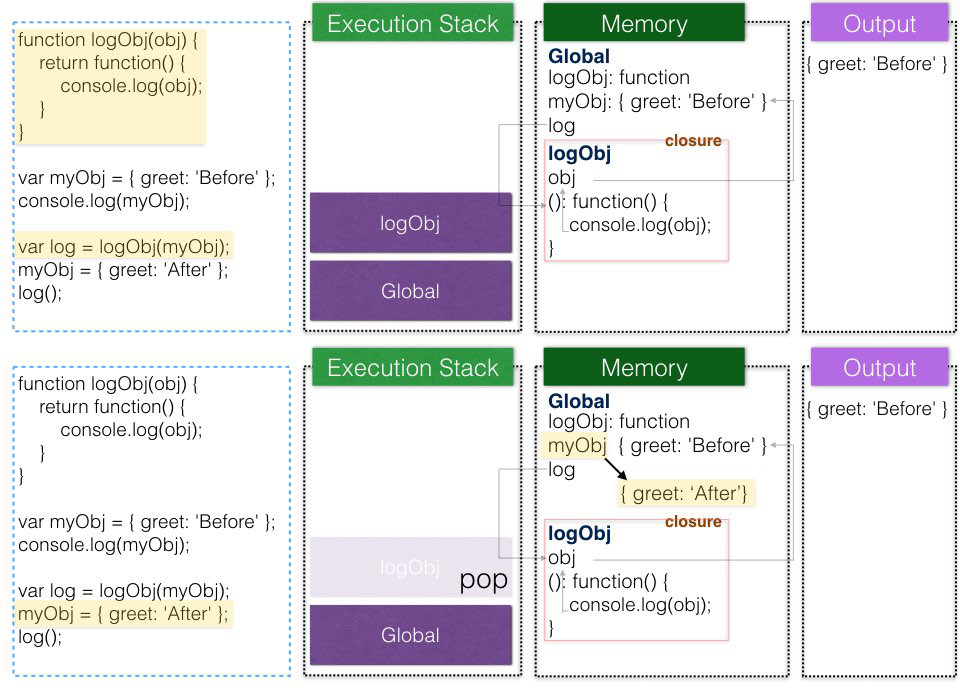 Execution Stack
Memory
Output
function logObj(obj) {
return function() {
console.log(obj);
}
}
var myObj = { greet: 'Before' };
console.log(myObj);
var log = logObj(myObj);
myObj = { greet: 'After' };
log();
logObj
Global
Global
logObj: function
myObj: { greet: 'Before' }
log
closure
logObj
obj
(): function() {
console.log(obj);
}
{ greet: 'Before' }
Execution Stack
Memory
Output
function logObj(obj) {
return function() {
console.log(obj);
}
}
var myObj = { greet: 'Before' };
console.log(myObj);
var log = logObj(myObj);
myObj = { greet: 'After' };
log();
logObj
pop
Global
Global
logObj: function
myObj { greet: 'Before' }
log
{ greet: ‘After’}
closure
logObj
obj
(): function() {
console.log(obj);
}
{ greet: 'Before' }